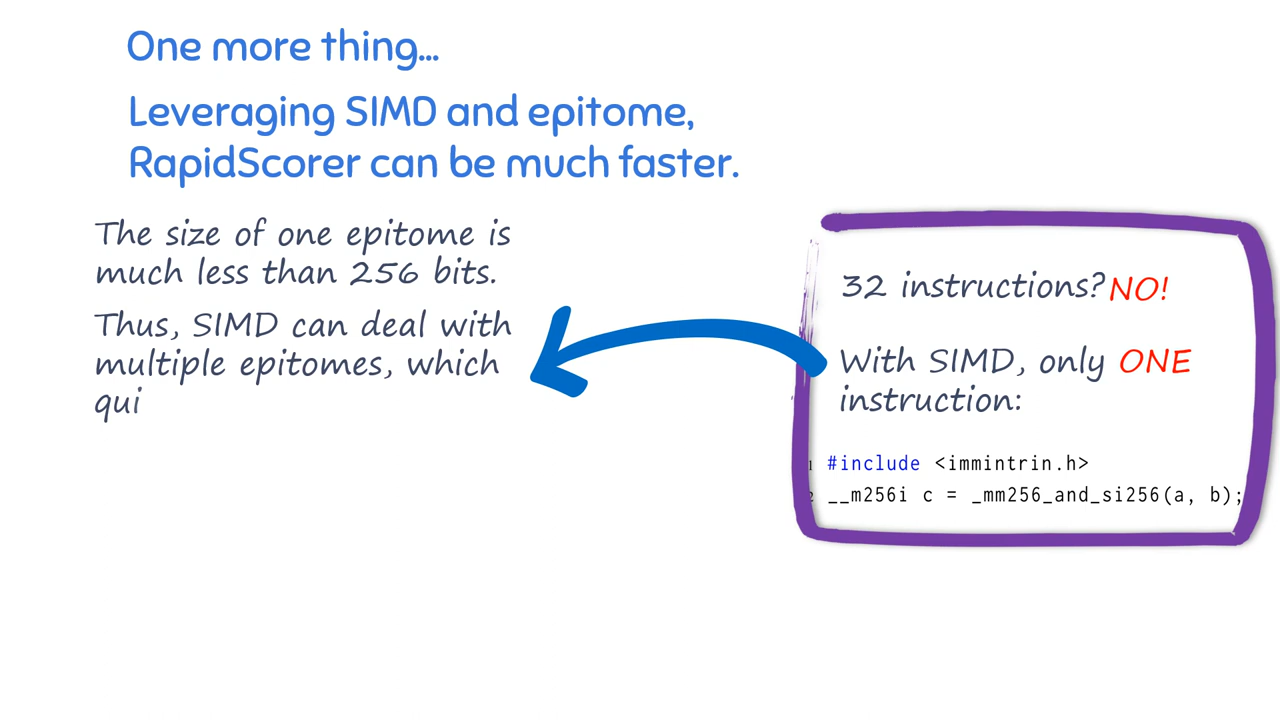 One more thing...
Leveraging SIMD and epitome,
RapidScorer can be much faster.
The size of one epitome is
much less than 256 bits.
Thus, SIMD can deal with
multiple epitomes, which
qui
32 instructions? NO!
With SIMD, only ONE
instruction:
1 #include <immintrin.h>
2 __m256i c = _mm256_and_si256(a, b);